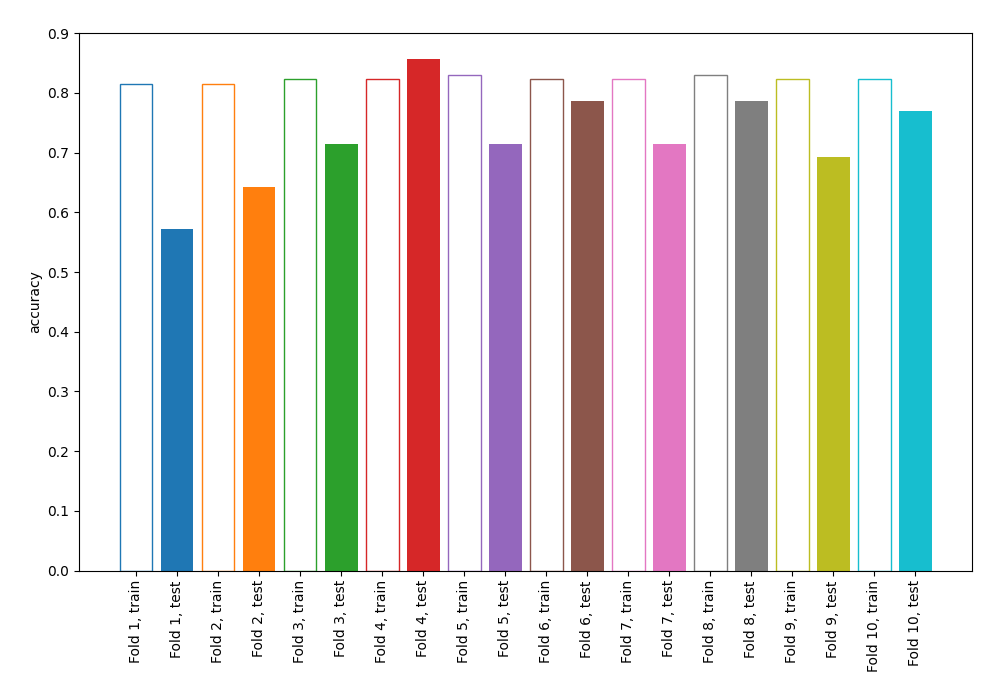 0.9
0.8
0.7
0.6
0.5
0.4
0.3
0.2
0.1
0.0
accuracy
Fold 1, train
Fold 1, test
Fold 2, train
Fold 2, test
Fold 3, train
Fold 3, test
Fold 4, train
Fold 4, test
Fold 5, train
Fold 5, test
Fold 6, train
Fold 6, test
Fold 7, train
Fold 7, test
Fold 8, train
Fold 8, test
Fold 9, train
Fold 9, test
Fold 10, train
Fold 10, test